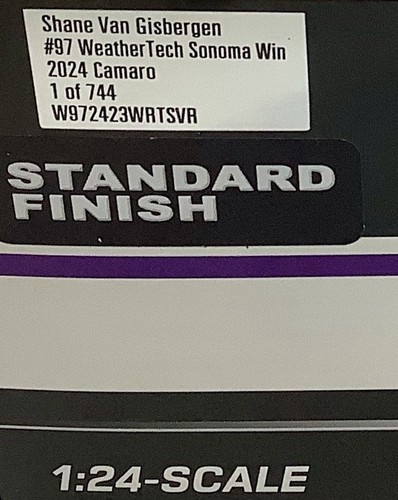 Shane Van Gisbergen
#97 WeatherTech Sonoma Win
2024 Camaro
1 of 744
W972423WRTSVR
STANDARD
FINISH
1:24-SCALE